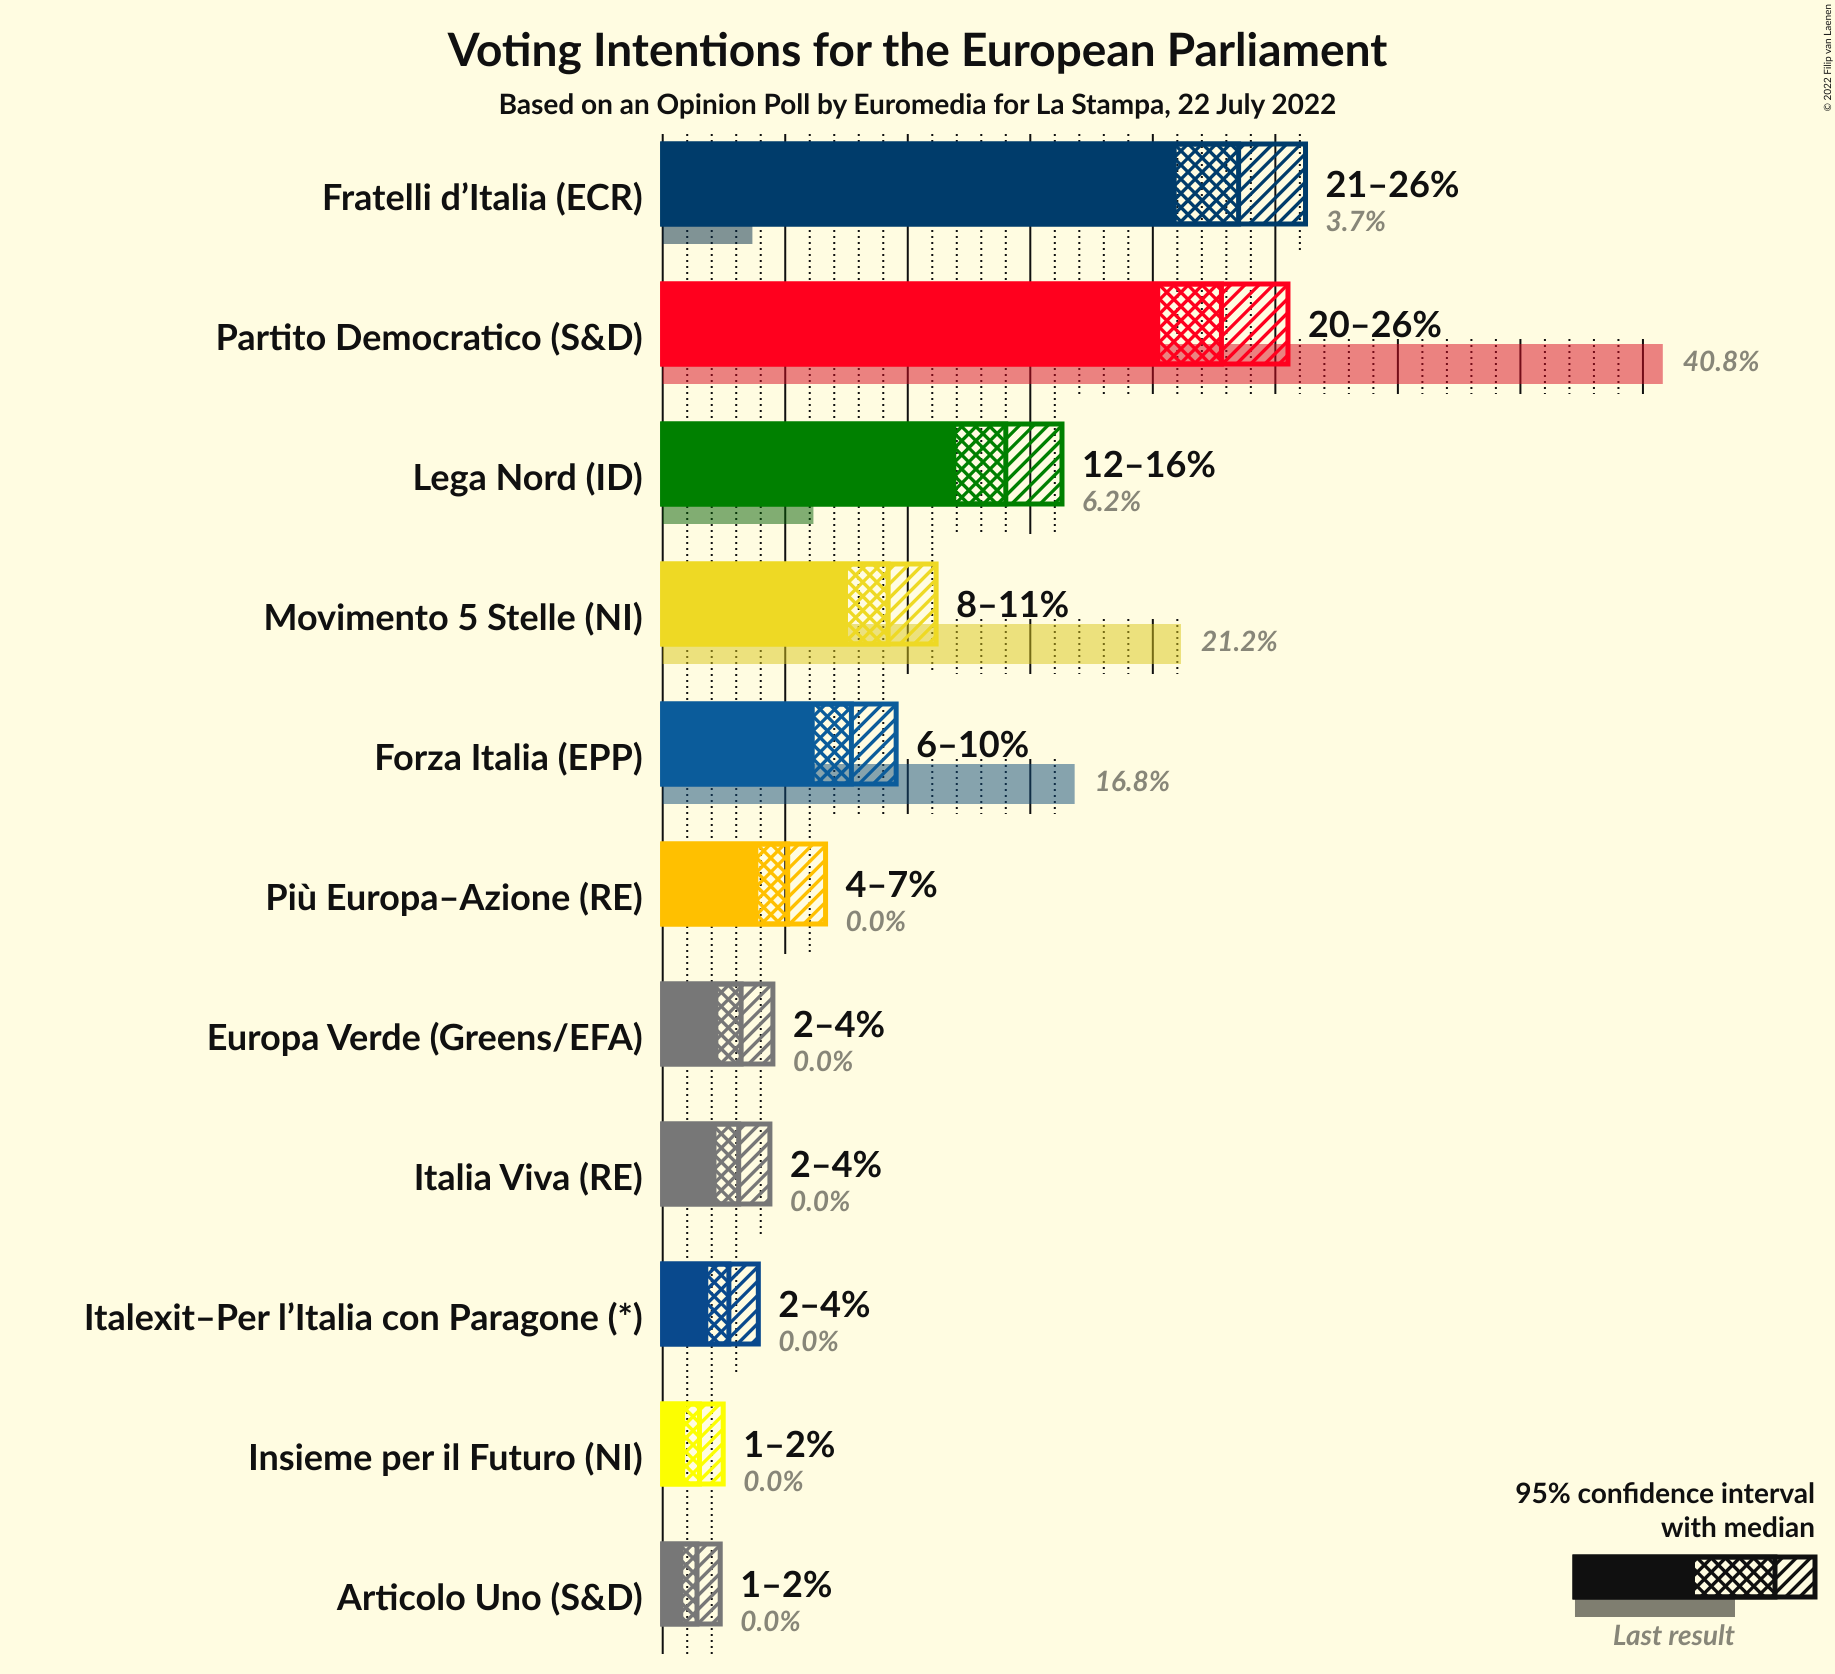 Voting Intentions for the European Parliament
Based on an Opinion Poll by Euromedia for La Stampa, 22 July 2022
© 2022 Filip van Laenen
Fratelli d’Italia (ECR)
21–26%
3.7%
Partito Democratico (S&D)
20–26%
40.8%
Lega Nord (ID)
12–16%
6.2%
Movimento 5 Stelle (NI)
8–11%
21.2%
Forza Italia (EPP)
6–10%
16.8%
Più Europa–Azione (RE)
4–7%
0.0%
Europa Verde (Greens/EFA)
2–4%
0.0%
Italia Viva (RE)
2–4%
0.0%
Italexit–Per l’Italia con Paragone (*)
2–4%
0.0%
Insieme per il Futuro (NI)
1–2%
0.0%
Articolo Uno (S&D)
1–2%
0.0%
95% confidence interval
with median
Last result